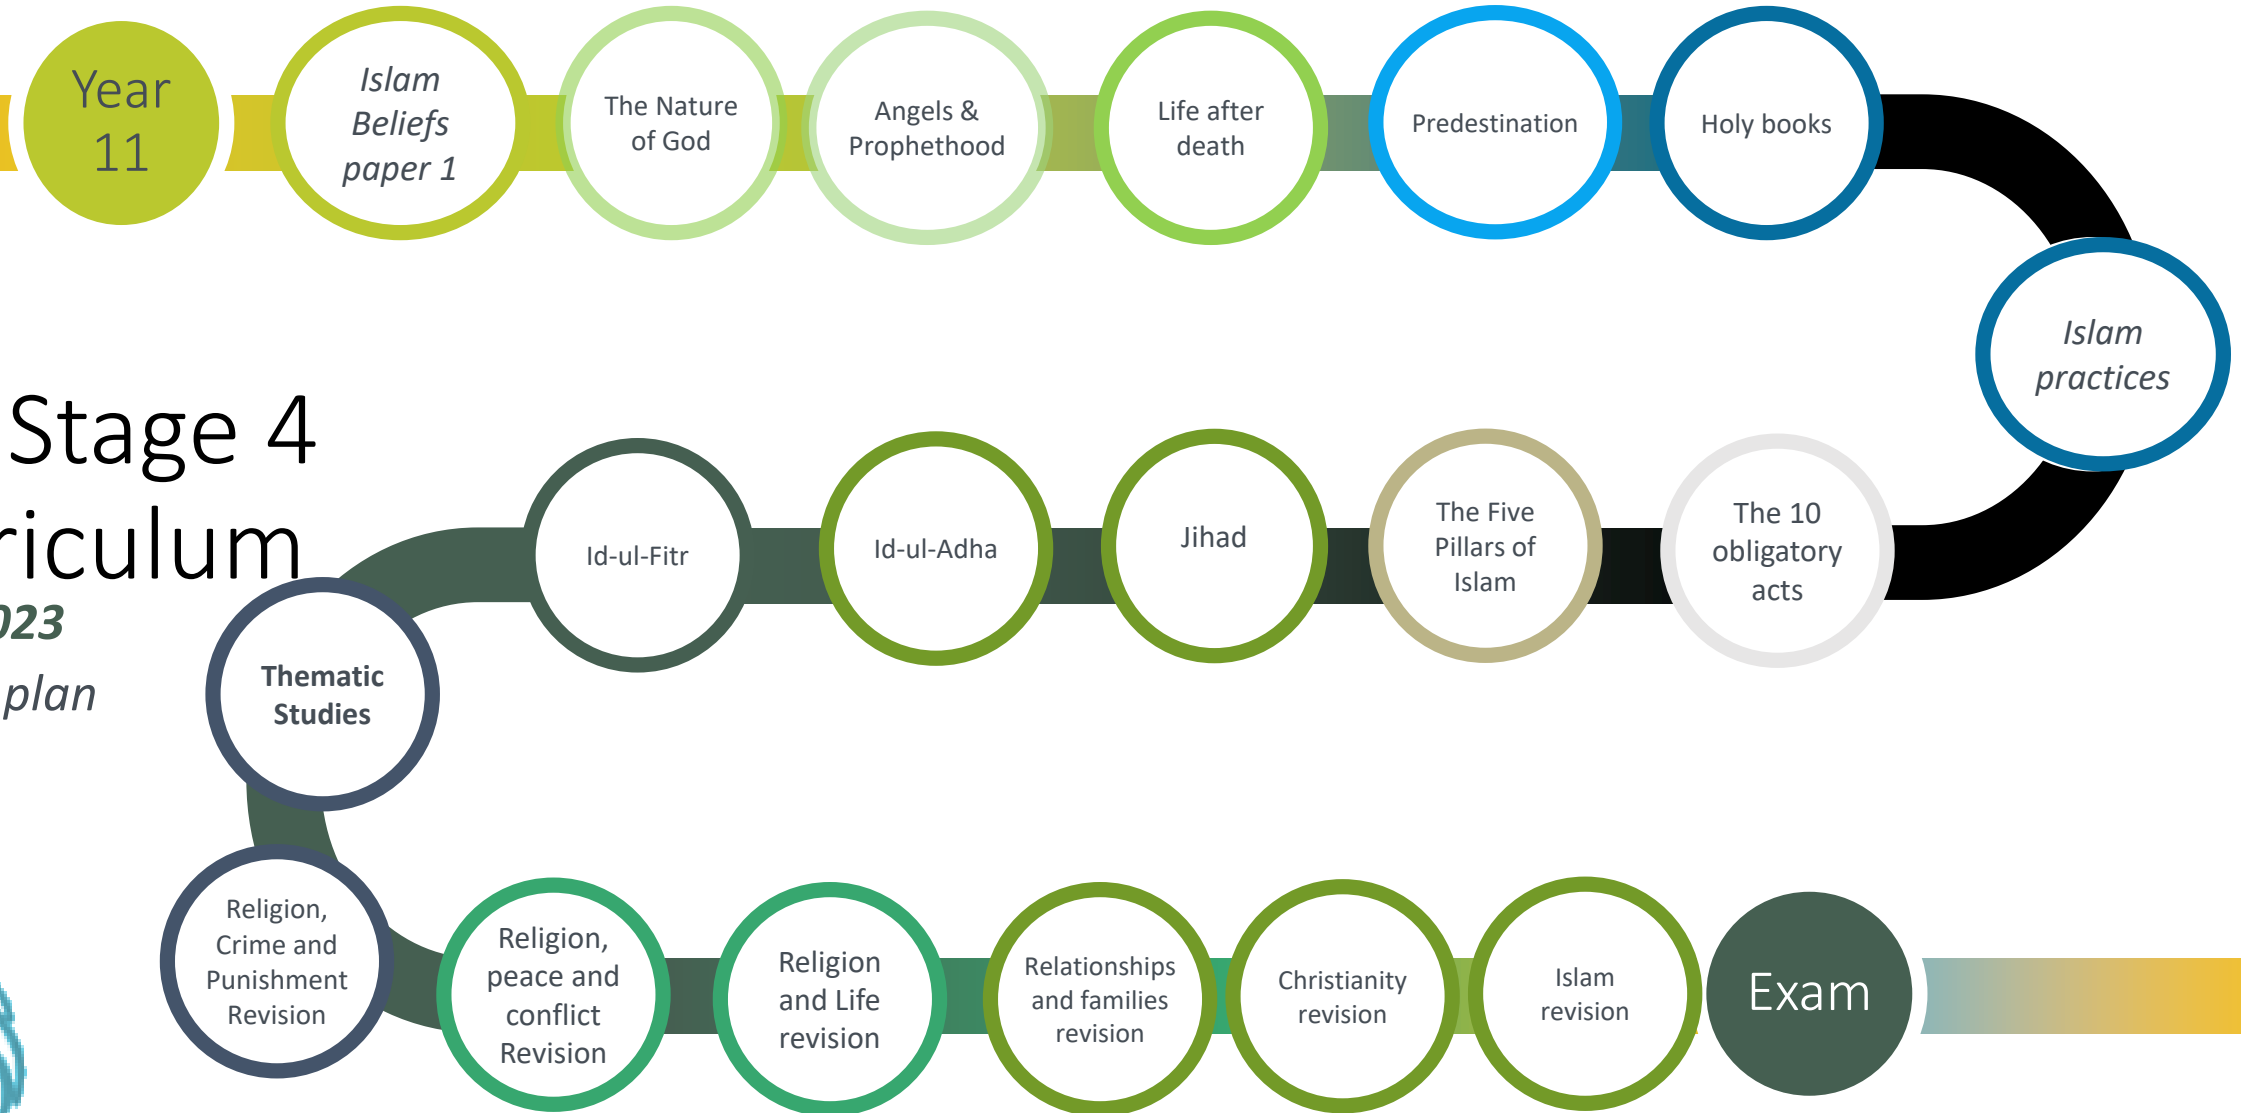 Year
11
Islam
Beliefs
paper 1
The Nature
of God
Angels &
Prophethood
Life after
death
Predestination
Holy books
Islam
practices
The 10
obligatory
acts
The Five
Pillars of
Islam
Jihad
Id-ul-Adha
Id-ul-Fitr
Stage 4
riculum
023
plan
Thematic
Studies
Religion,
Crime and
Punishment
Revision
Religion,
peace and
conflict
Revision
Religion
and Life
revision
Relationships
and families
revision
Christianity
revision
Islam
revision
Exam